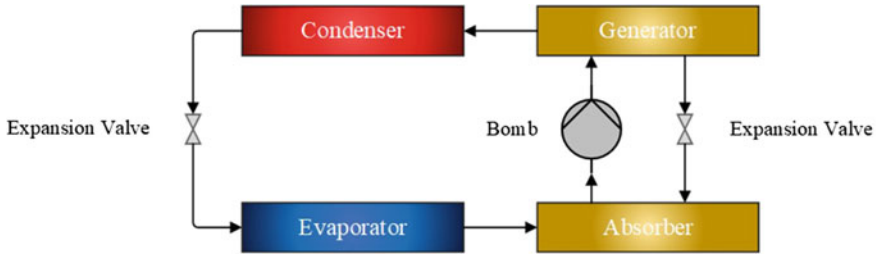 Condenser
Generator
Expansion Valve
Bomb
Expansion Valve
Evaporator
Absorber